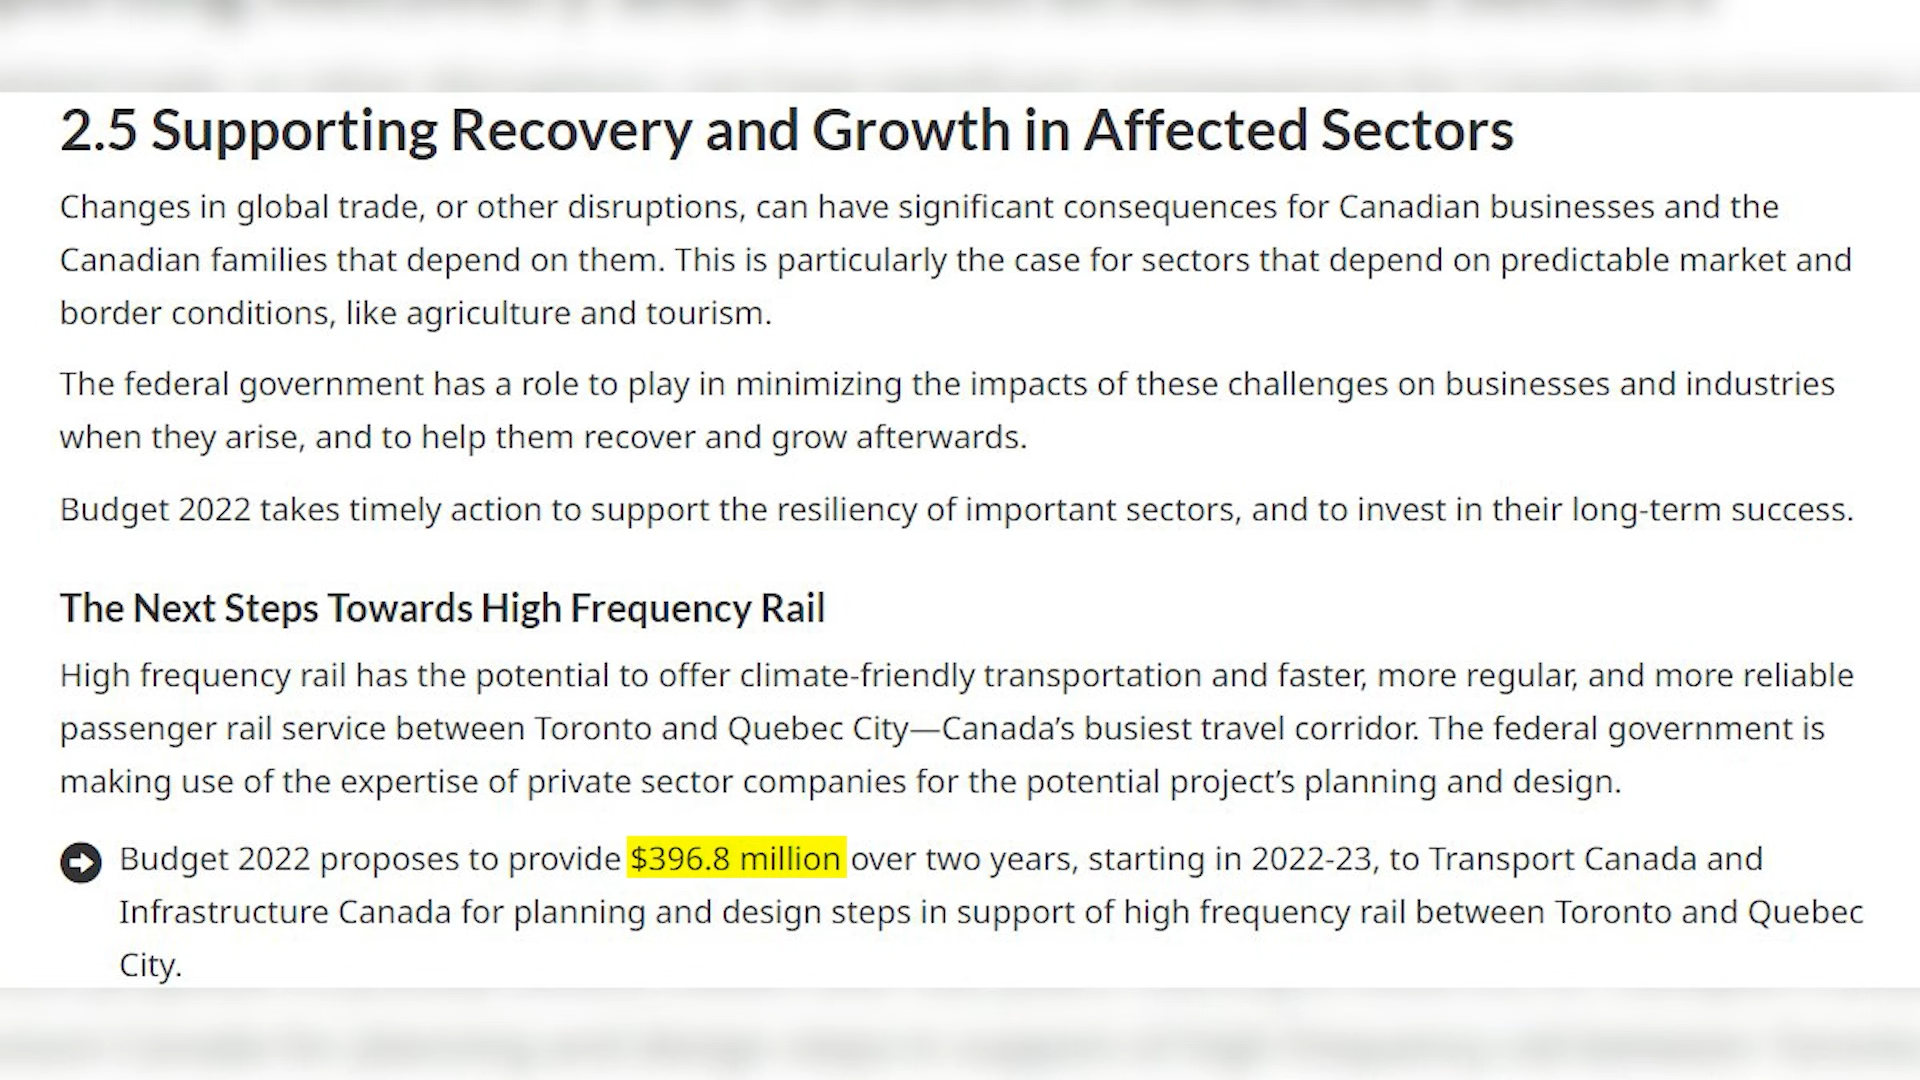 2.5 Supporting Recovery and Growth in Affected Sectors
Changes in global trade, or other disruptions, can have significant consequences for Canadian businesses and the
Canadian families that depend on them. This is particularly the case for sectors that depend on predictable market and
border conditions, like agriculture and tourism.
The federal government has a role to play in minimizing the impacts of these challenges on businesses and industries
when they arise, and to help them recover and grow afterwards.
Budget 2022 takes timely action to support the resiliency of important sectors, and to invest in their long-term success.
The Next Steps Towards High Frequency Rail
High frequency rail has the potential to offer climate-friendly transportation and faster, more regular, and more reliable
passenger rail service between Toronto and Quebec City—Canada’s busiest travel corridor. The federal government is
making use of the expertise of private sector companies for the potential project’s planning and design.
Budget 2022 proposes to provide $396.8 million over two years, starting in 2022-23, to Transport Canada and
Infrastructure Canada for planning and design steps in support of high frequency rail between Toronto and Quebec
City.